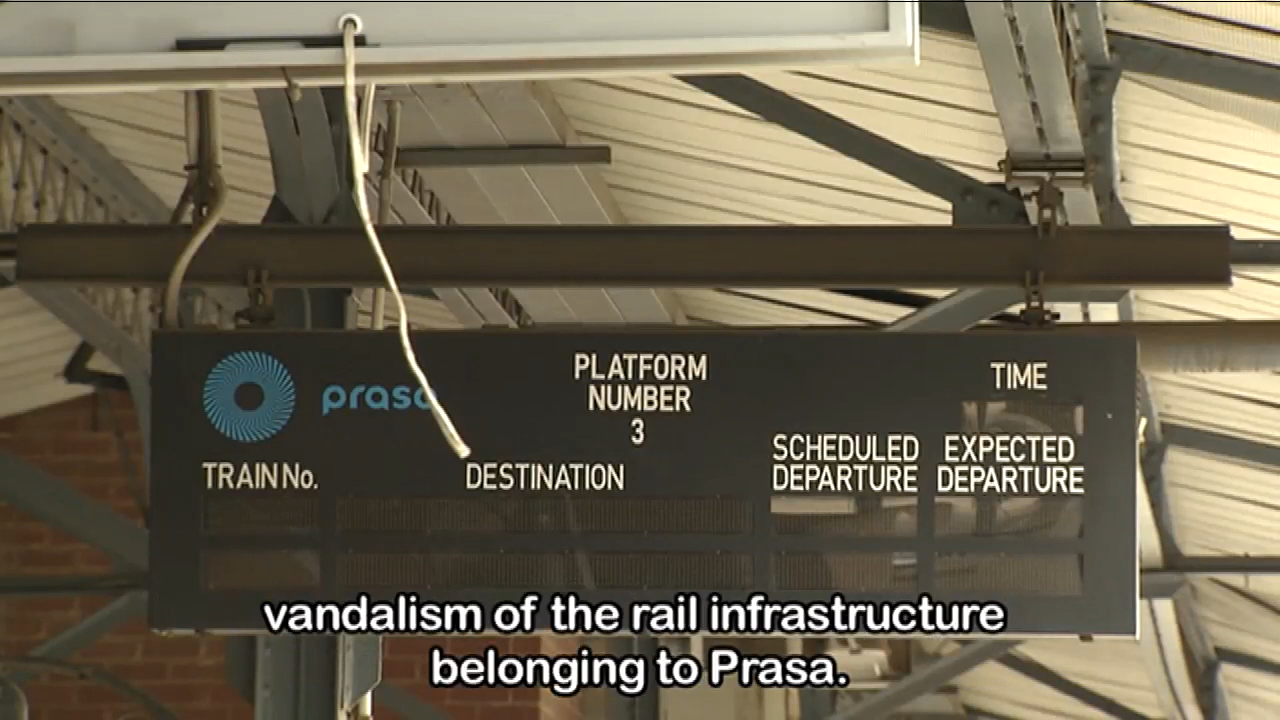 prasa
PLATFORM
NUMBER
3
TIME
TRAIN No.
DESTINATION
SCHEDULED
DEPARTURE
EXPECTED
DEPARTURE
vandalism of the rail infrastructure
belonging to Prasa.